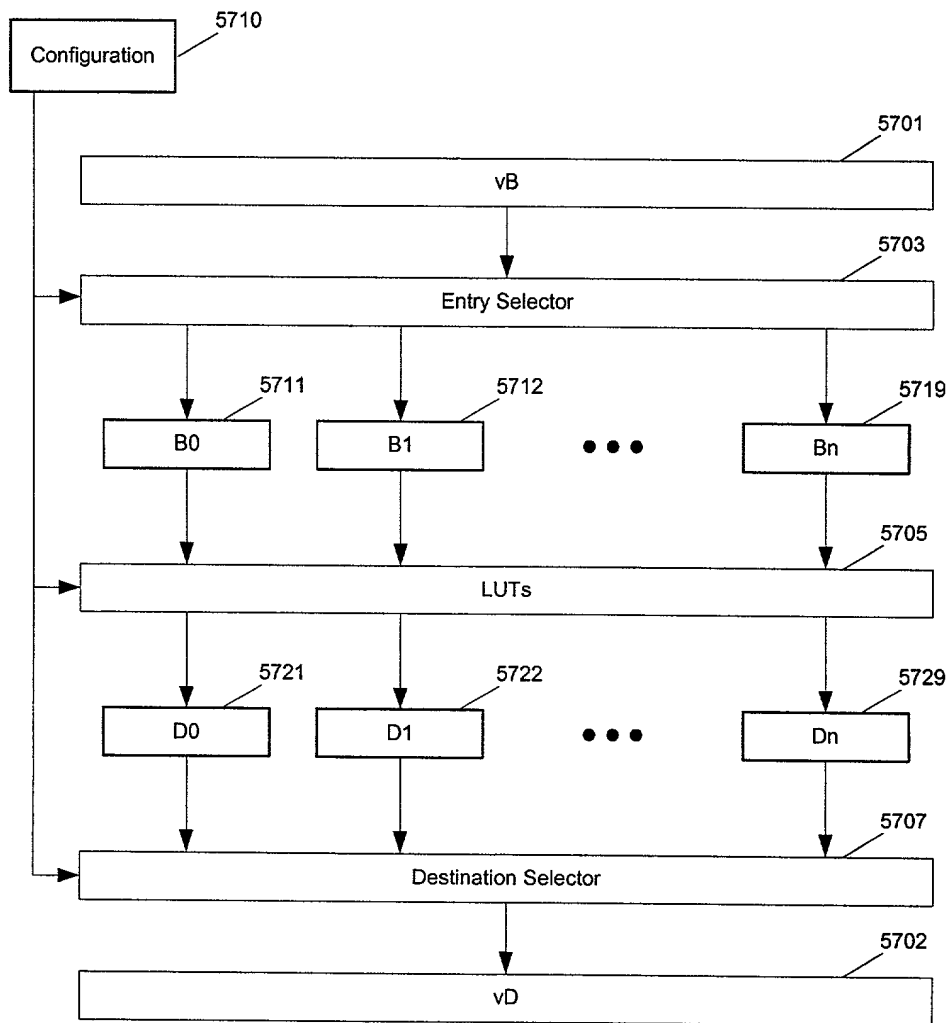 5710
Configuration
5701
vB
5703
Entry Selector
5711 5712 5719
B0 B1 Bn
5705
LUTs
5721 5722 5729
D0 D1 Dn
5707
Destination Selector
5702
vD